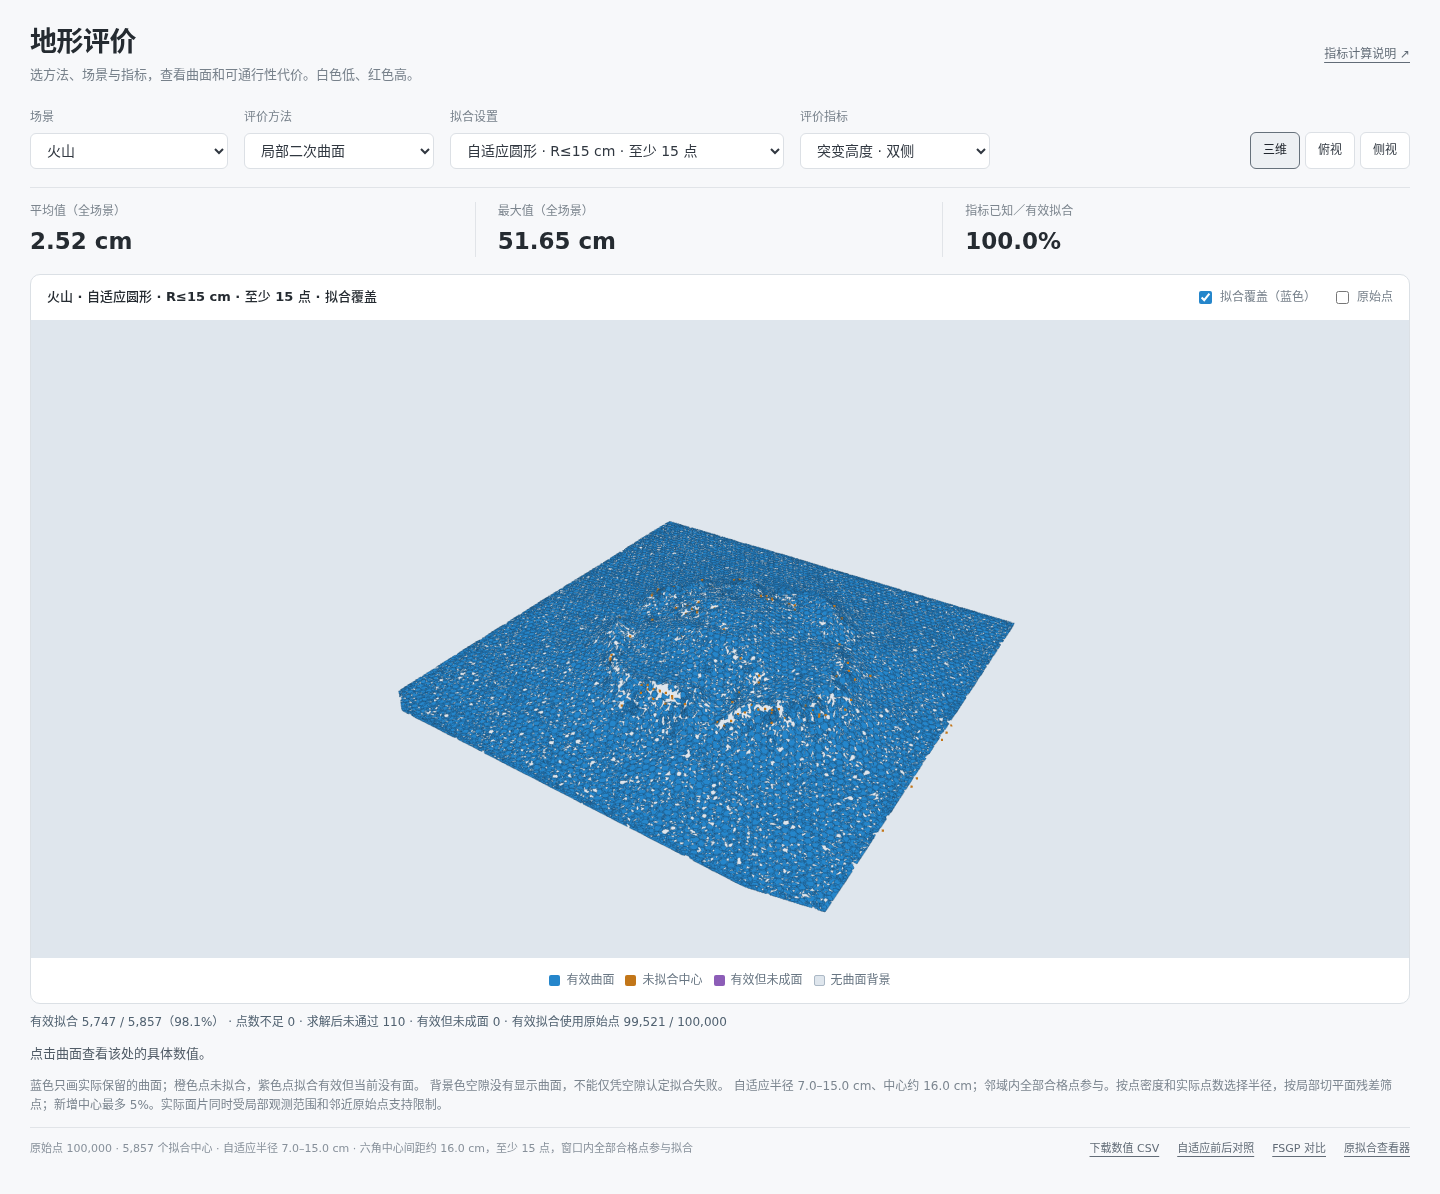 地形评价
选方法、场景与指标，查看曲面和可通行性代价。白色低、红色高。
指标计算说明 ↗
场景
评价方法
拟合设置
评价指标
火山
局部二次曲面
自适应圆形 · R≤15 cm · 至少 15 点
突变高度 · 双侧
三维
俯视
侧视
平均值（全场景）
最大值（全场景）
指标已知／有效拟合
2.52 cm
51.65 cm
100.0%
火山 · 自适应圆形 · R≤15 cm · 至少 15 点 · 拟合覆盖
拟合覆盖（蓝色）
原始点
有效曲面
未拟合中心
有效但未成面
无曲面背景
有效拟合 5,747 / 5,857（98.1%） · 点数不足 0 · 求解后未通过 110 · 有效但未成面 0 · 有效拟合使用原始点 99,521 / 100,000
点击曲面查看该处的具体数值。
蓝色只画实际保留的曲面；橙色点未拟合，紫色点拟合有效但当前没有面。 背景色空隙没有显示曲面，不能仅凭空隙认定拟合失败。 自适应半径 7.0–15.0 cm、中心约 16.0 cm；邻域内全部合格点参与。按点密度和实际点数选择半径，按局部切平面残差筛
点；新增中心最多 5%。实际面片同时受局部观测范围和邻近原始点支持限制。
原始点 100,000 · 5,857 个拟合中心 · 自适应半径 7.0–15.0 cm · 六角中心间距约 16.0 cm，至少 15 点，窗口内全部合格点参与拟合
下载数值 CSV
自适应前后对照
FSGP 对比
原拟合查看器